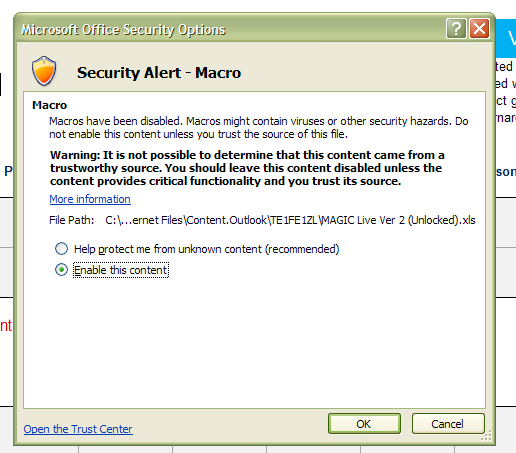 Microsoft Office Security Options
Security Alert - Macro
Macro
Macros have been disabled. Macros might contain viruses or other security hazards. Do
not enable this content unless you trust the source of this file.
Warning: It is not possible to determine that this content came from a
trustworthy source. You should leave this content disabled unless the
content provides critical functionality and you trust its source.
More information
File Path: C:\...ernet Files\Content.Outlook\TE1FE1ZL\MAGIC Live Ver 2 (Unlocked).xls
Help protect me from unknown content (recommended)
Enable this content
Open the Trust Center
OK
Cancel